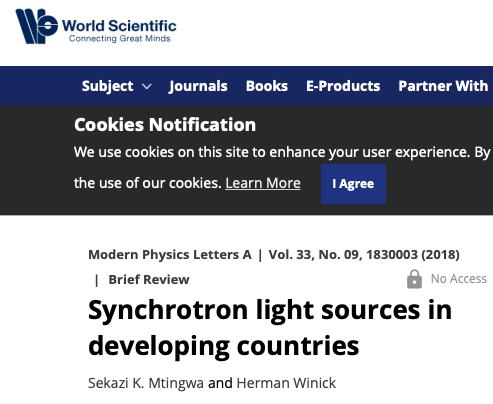 World Scientific
Connecting Great Minds
Subject Journals Books E-Products Partner With
Cookies Notification
We use cookies on this site to enhance your user experience. By
the use of our cookies. Learn More I Agree
Modern Physics Letters A | Vol. 33, No. 09, 1830003 (2018)
| Brief Review No Access
Synchrotron light sources in
developing countries
Sekazi K. Mtingwa and Herman Winick